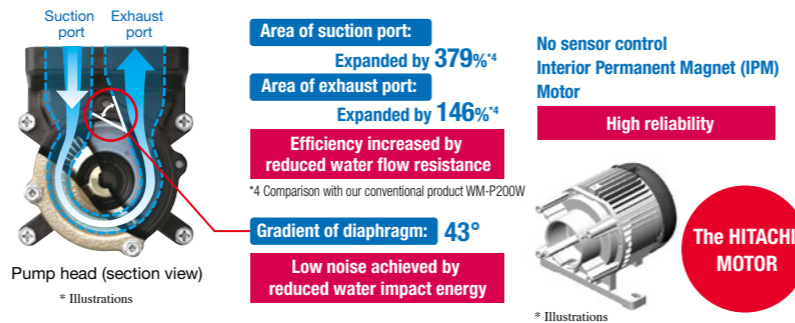 Suction port
Exhaust port
Pump head (section view)
* Illustrations
Area of suction port:
Expanded by 379%*4
Area of exhaust port:
Expanded by 146%*4
Efficiency increased by
reduced water flow resistance
*4 Comparison with our conventional product WM-P200W
Gradient of diaphragm: 43°
Low noise achieved by
reduced water impact energy
No sensor control
Interior Permanent Magnet (IPM)
Motor
High reliability
The HITACHI
MOTOR
* Illustrations